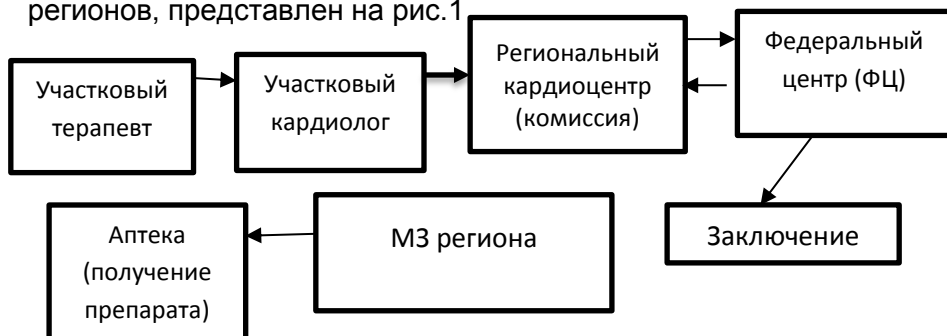 регионов, представлен на рис.1
Участковый
терапевт
Участковый
кардиолог
Региональный
кардиоцентр
(комиссия)
Федеральный
центр (ФЦ)
Аптека
(получение
препарата)
МЗ региона
Заключение